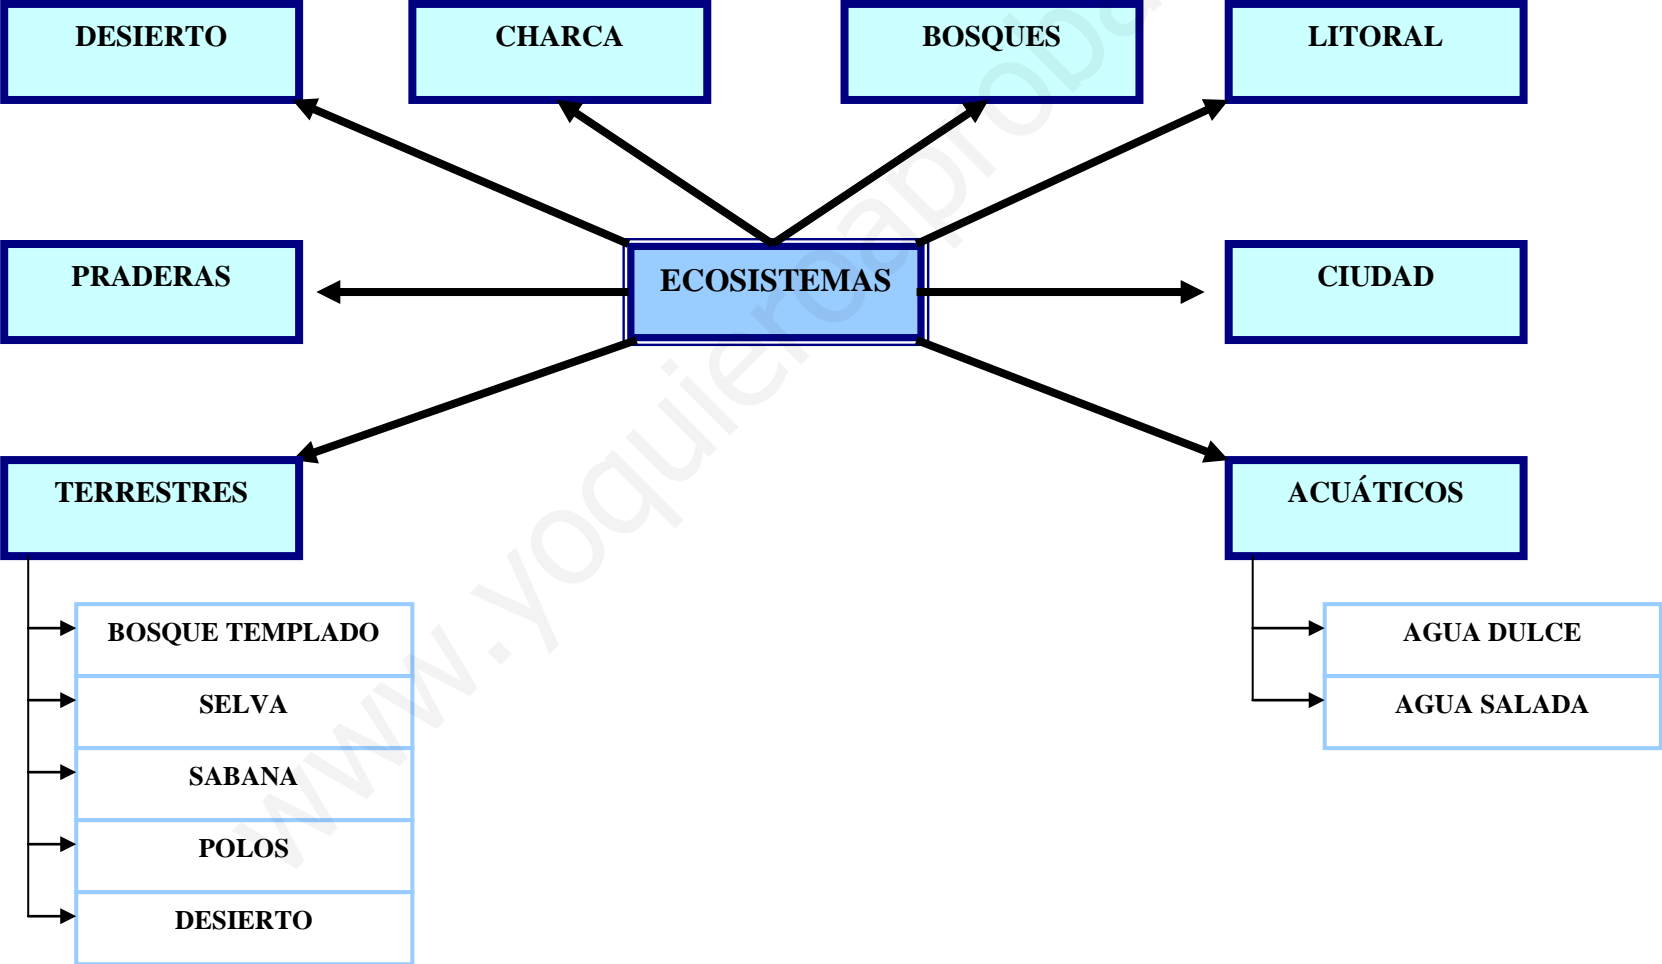 DESIERTO
CHARCA
BOSQUES
LITORAL
PRADERAS
ECOSISTEMAS
CIUDAD
TERRESTRES
ACUÁTICOS
BOSQUE TEMPLADO
SELVA
SABANA
POLOS
DESIERTO
AGUA DULCE
AGUA SALADA
www.yoquieroaproba